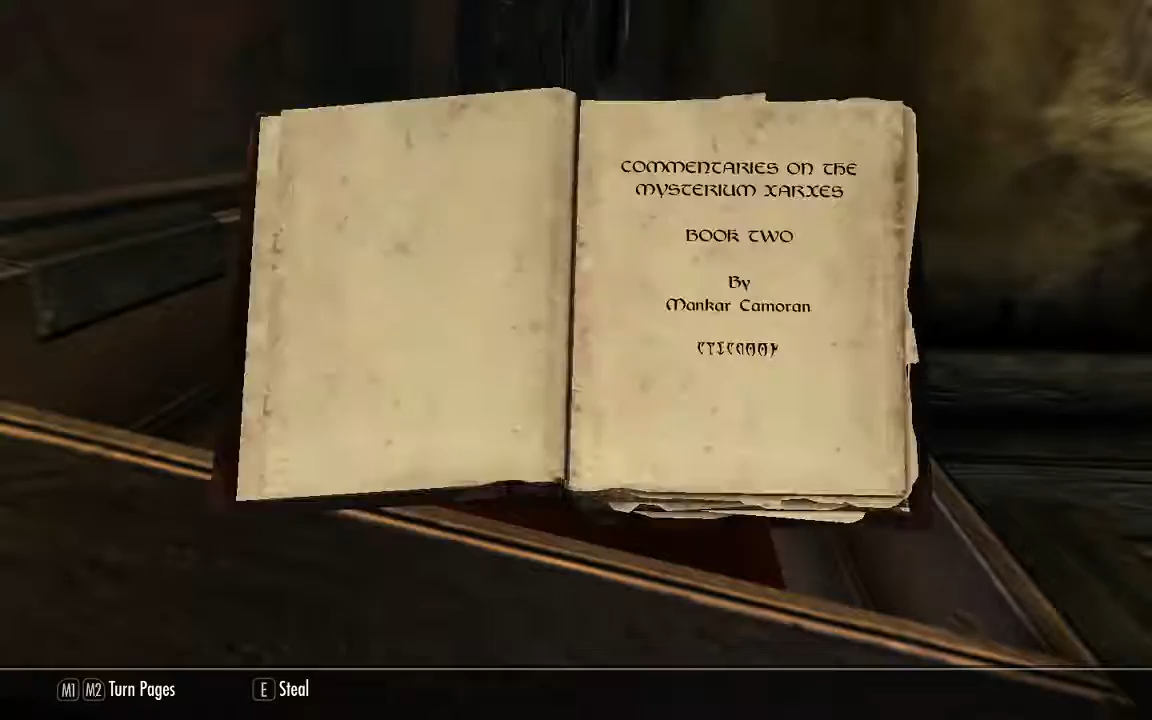 COMMENTARIES ON THE
MYSTERIUM XARXES
BOOK TWO
By
Mankar Camoran
M1 M2 Turn Pages
E Steal